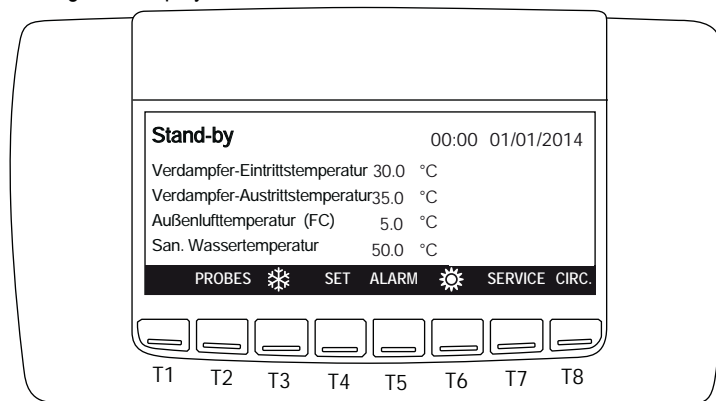 Stand-by 00:00 01/01/2014
Verdampfer-Eintrittstemperatur 30.0 °C
Verdampfer-Austrittstemperatur 35.0 °C
Außenlufttemperatur (FC) 5.0 °C
San. Wassertemperatur 50.0 °C
PROBES SET ALARM SERVICE CIRC.
T1 T2 T3 T4 T5 T6 T7 T8